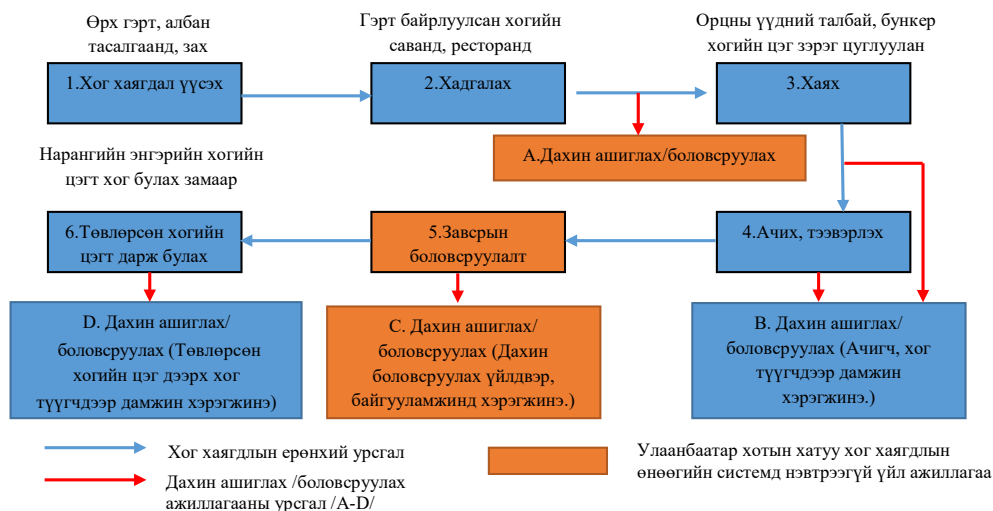 Өрх гэрт, албан
тасалгаанд, зах
Гэрт байрлуулсан хогийн
саванд, ресторанд
Орцны үүдний талбай, бункер
хогийн цэг зэрэг цуглуулан
1.Хог хаягдал үүсэх
2.Хадгалах
3.Хаях
А.Дахин ашиглах/боловсруулах
Нарангийн энгэрийн хогийн
цэгт хог булах замаар
6.Төвлөрсөн хогийн
цэгт дарж булах
5.Завсрын
боловсруулалт
4.Ачих, тээвэрлэх
D. Дахин ашиглах/
боловсруулах (Төвлөрсөн
хогийн цэг дээрх хог
түүгчдээр дамжин хэрэгжинэ)
C. Дахин ашиглах/
боловсруулах (Дахин
боловсруулах үйлдвэр,
байгууламжинд хэрэгжинэ.)
B. Дахин ашиглах/
боловсруулах (Ачигч, хог
түүгчдээр дамжин
хэрэгжинэ.)
Хог хаягдлын ерөнхий урсгал
Дахин ашиглах /боловсруулах
ажиллагааны урсгал /A-D/
Улаанбаатар хотын хатуу хог хаягдлын
өнөөгийн системд нэвтрээгүй үйл ажиллагаа